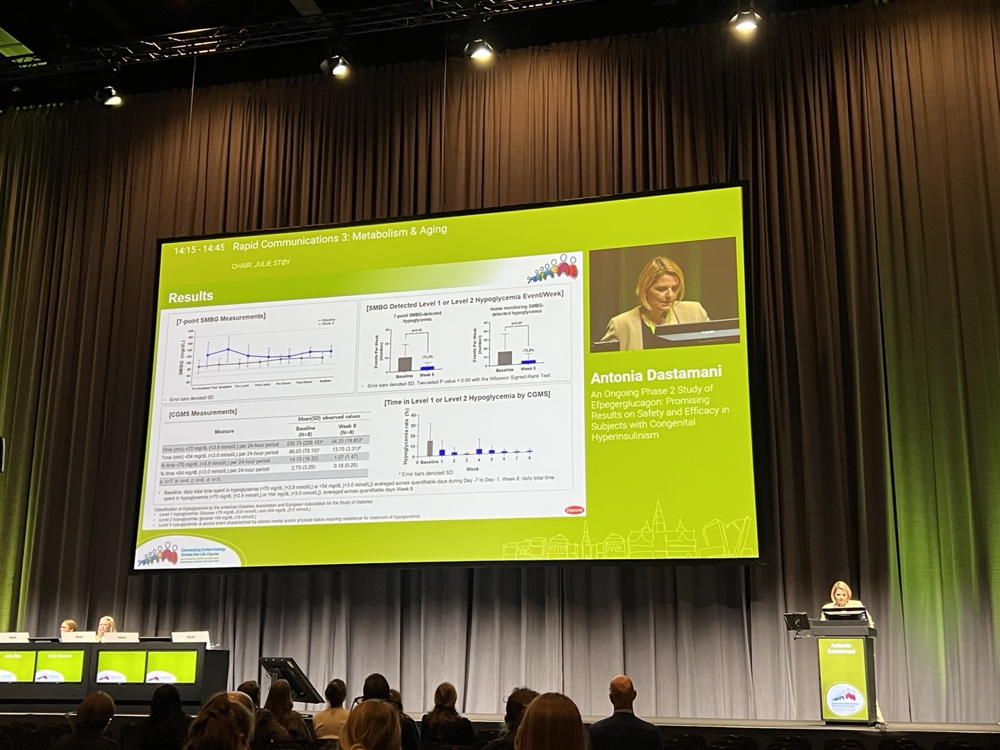 14:15 - 14:45 Rapid Communications 3: Metabolism & Aging
CHAIR: JULIE STØY
Results
[7-point SMBG Measurements]
Baseline
Week 8
SMBG (mg/dL)
Pre Breakfast Post Breakfast Pre Lunch Post Lunch Pre Dinner Post Dinner Bedtime
• Error bars denoted SD
[SMBG Detected Level 1 or Level 2 Hypoglycemia Event/Week]
7-point SMBG-detected
hypoglycemia
Events Per Week
(number)
Baseline Week 8
Home monitoring SMBG-
detected hypoglycemia
Events Per Week
(number)
Baseline Week 8
• Error bars denoted SD. Two-sided P value < 0.05 with the Wilcoxon Signed-Rank Test.
[CGMS Measurements]
Measure
Mean(SD) observed values
Baseline
(N=8)
Week 8
(N=6)
Time (min) <70 mg/dL (<3.9 mmol/L) per 24-hour period 230.75 (228.16)ᵃ 34.33 (19.85)ᵇ
Time (min) <54 mg/dL (<3.0 mmol/L) per 24-hour period 86.03 (75.10)ᶜ 13.75 (3.31)ᵈ
% time <70 mg/dL (<3.9 mmol/L) per 24-hour period 14.70 (16.52) 1.07 (1.47)
% time <54 mg/dL (<3.0 mmol/L) per 24-hour period 2.75 (3.29) 0.18 (0.26)
a: n=7, b: n=4, c: n=6, d: n=3.
[Time in Level 1 or Level 2 Hypoglycemia by CGMS]
Hypoglycemia rate (%)
40
30
20
10
0
0 Baseline 1 2 3 4 5 6 7 8
Week
* Error bars denoted SD.
• Baseline: daily total time spent in hypoglycemia (<70 mg/dL [<3.9 mmol/L] or <54 mg/dL [<3.0 mmol/L]) averaged across quantifiable days during Day -7 to Day -1. Week 8: daily total time
spent in hypoglycemia (<70 mg/dL [<3.9 mmol/L] or <54 mg/dL [<3.0 mmol/L]) averaged across quantifiable days Week 8.
Classification of Hypoglycemia by the American Diabetes Association and European Association for the Study of Diabetes
• Level 1 hypoglycemia: Glucose <70 mg/dL (3.9 mmol/L) and ≥54 mg/dL (3.0 mmol/L)
• Level 2 hypoglycemia: glucose <54 mg/dL (<3 mmol/L)
• Level 3 hypoglycemia: A severe event characterized by altered mental and/or physical status requiring assistance for treatment of hypoglycemia
Hanmi
Connecting Endocrinology
Across the Life Course
Antonia Dastamani
An Ongoing Phase 2 Study of
Efpegerglucagon: Promising
Results on Safety and Efficacy in
Subjects with Congenital
Hyperinsulinism
Julie Støy
Antonia
Dastamani